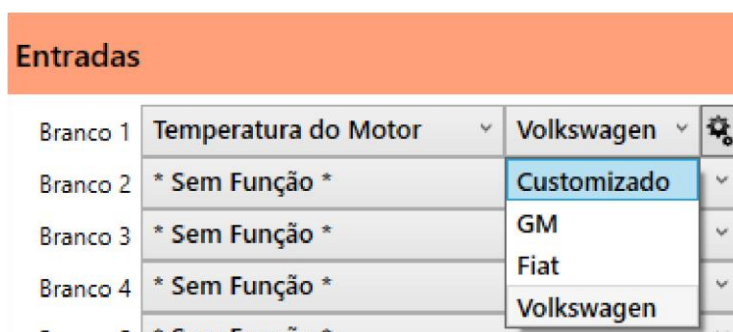 Entradas
Branco 1 Temperatura do Motor Volkswagen
Branco 2 * Sem Função * Customizado
Branco 3 * Sem Função * GM
Fiat
Branco 4 * Sem Função * Volkswagen